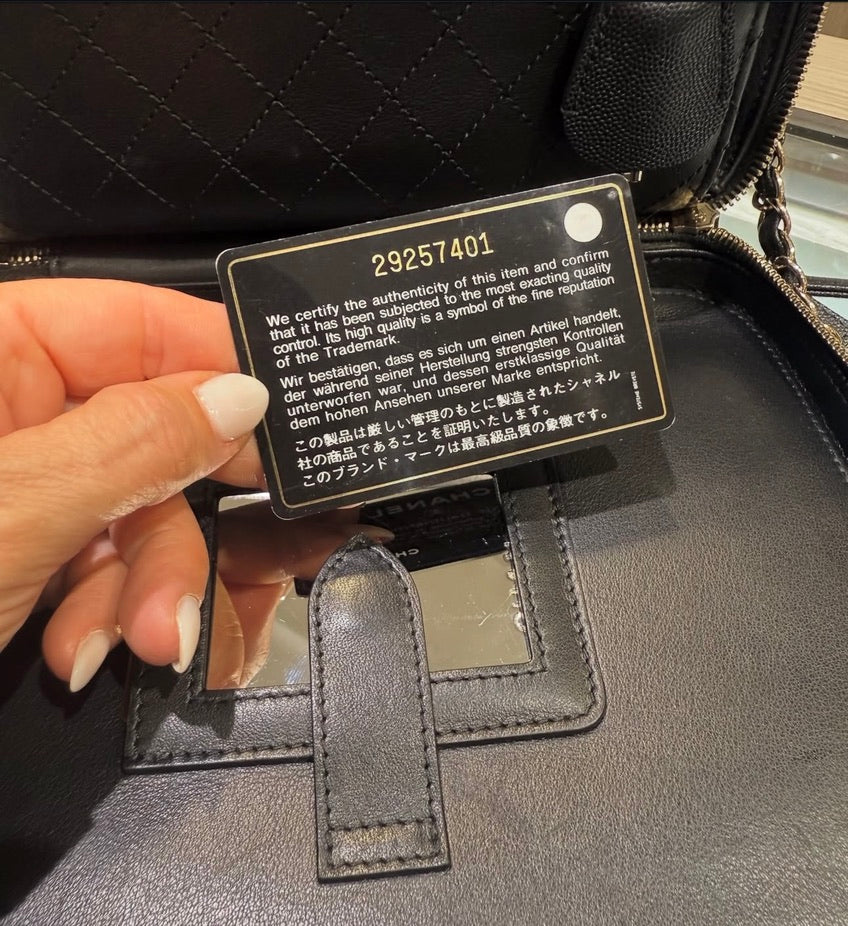 29257401
We certify the authenticity of this item and confirm
that it has been subjected to the most exacting quality
control. Its high quality is a symbol of the fine reputation
of the Trademark.
Wir bestätigen, dass es sich um einen Artikel handelt,
der während seiner Herstellung strengsten Kontrollen
unterworfen war, und dessen erstklassige Qualität
dem hohen Ansehen unserer Marke entspricht.
この製品は厳しい管理のもとに製造されたシャネル
社の商品であることを証明いたします。
このブランド・マークは最高級品質の象徴です。
CHANEL